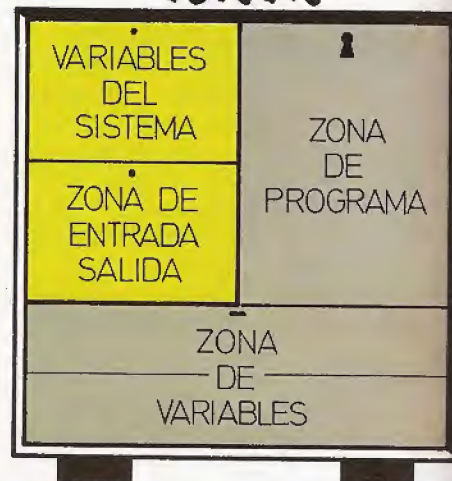 VARIABLES
DEL
SISTEMA
ZONA DE
ENTRADA
SALIDA
ZONA
DE
PROGRAMA
ZONA
DE
VARIABLES